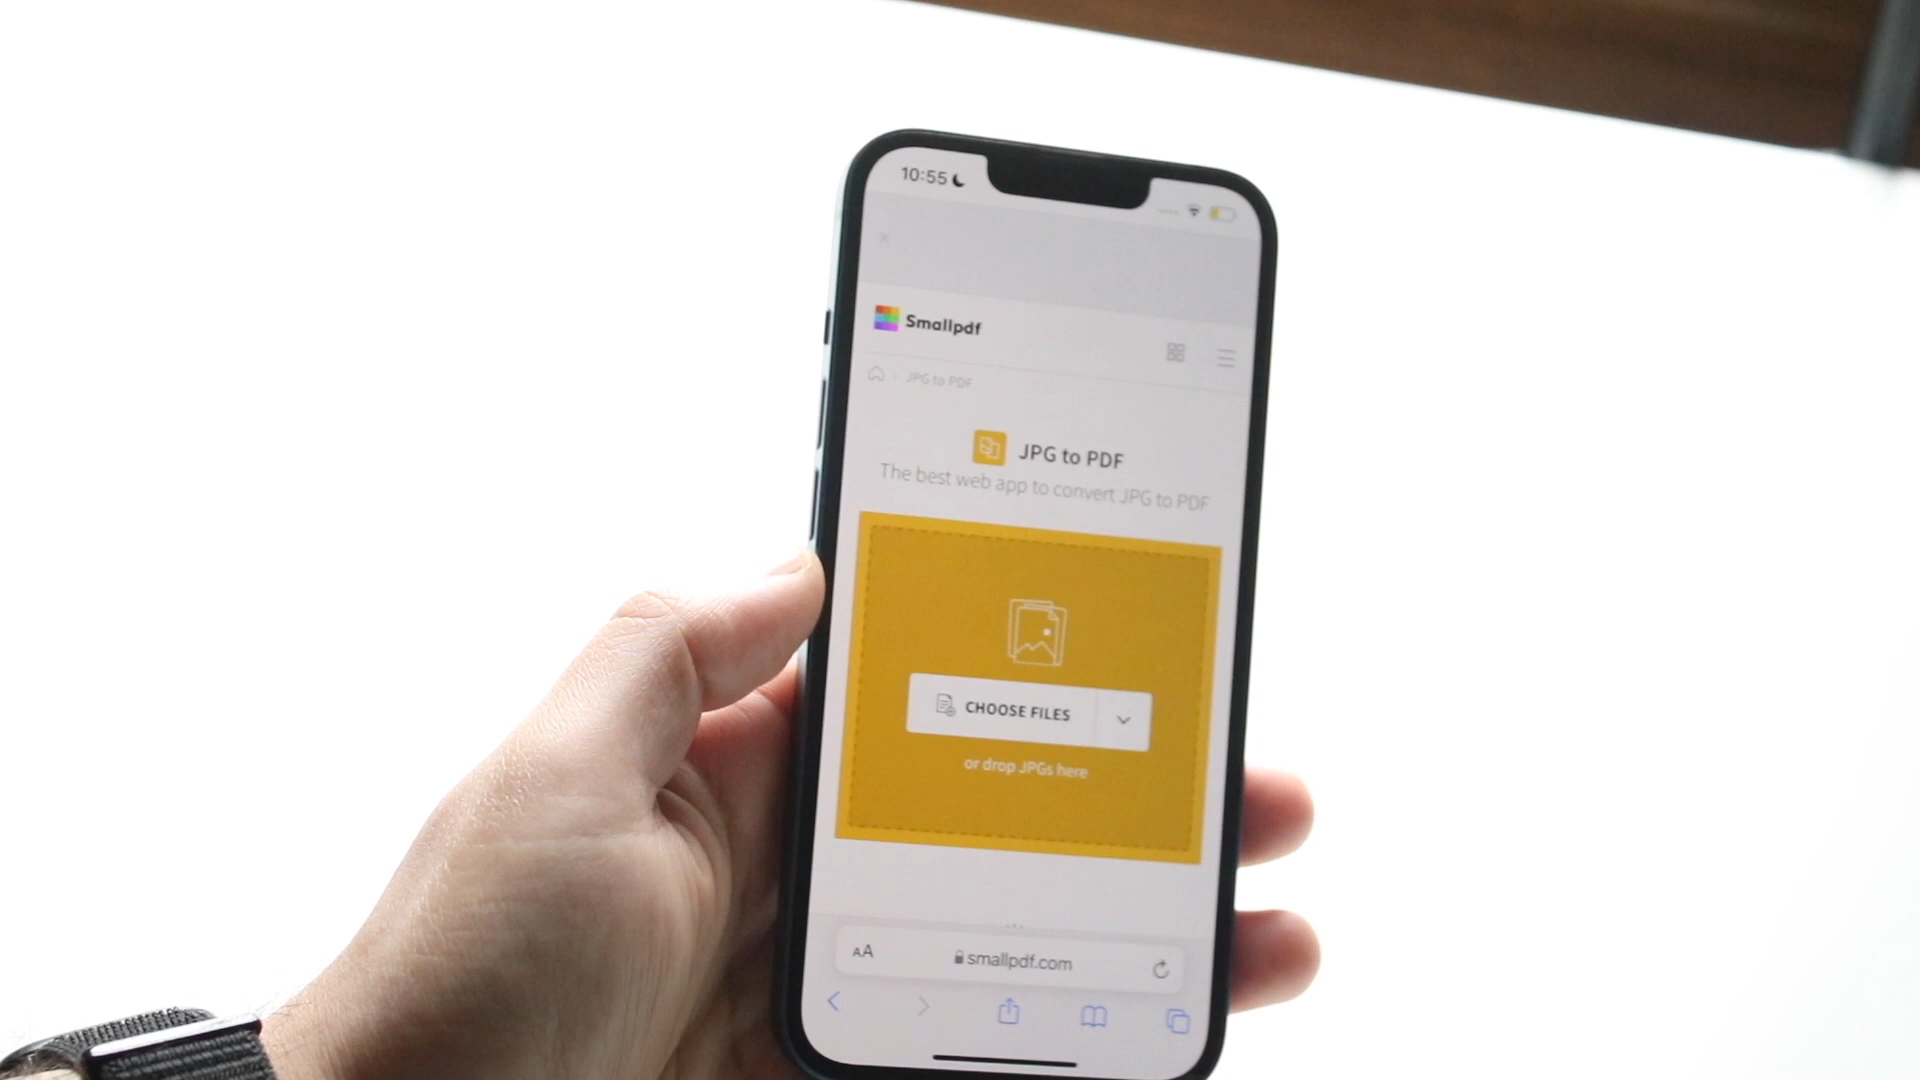 10:55
Smallpdf
JPG to PDF
JPG to PDF
The best web app to convert JPG to PDF
CHOOSE FILES
or drop JPGs here
AA
smallpdf.com